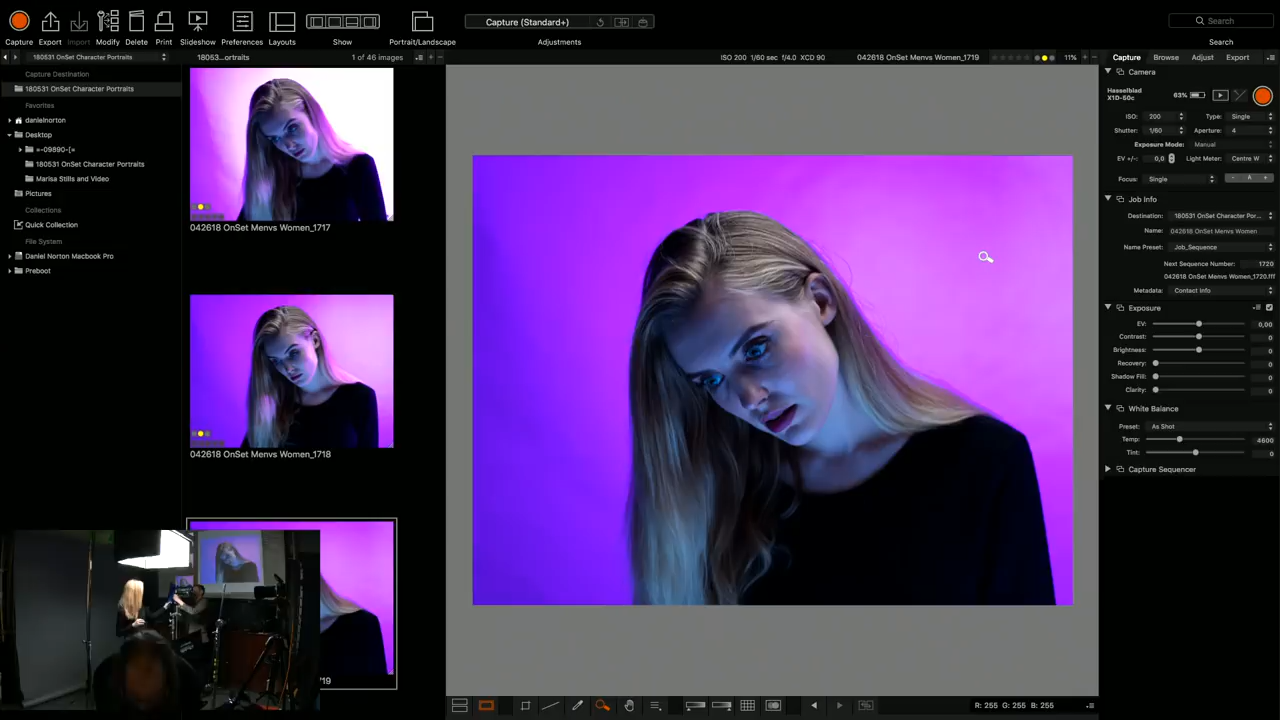 Capture Export Import Modify Delete Print Slideshow Preferences Layouts Show Portrait/Landscape
Capture (Standard+)
Adjustments
Search
Search
180531 OnSet Character Portraits
18053...ortraits
1 of 46 images
ISO 200 1/60 sec f/4.0 XCD 90
042618 OnSet Menvs Women_1719
11%
Capture Browse Adjust Export
Capture Destination
180531 OnSet Character Portraits
Favorites
danielnorton
Desktop
180531 OnSet Character Portraits
Marisa Stills and Video
Pictures
Collections
Quick Collection
File System
Daniel Norton Macbook Pro
Preboot
042618 OnSet Menvs Women_1717
042618 OnSet Menvs Women_1718
719
Camera
Hasselblad
X1D-50c
63%
ISO: 200 Type: Single
Shutter: 1/60 Aperture: 4
Exposure Mode: Manual
EV +/-: 0,0 Light Meter: Centre W
Focus: Single - A +
Job Info
Destination: 180531 OnSet Character Por...
Name: 042618 OnSet Menvs Women
Name Preset: Job_Sequence
Next Sequence Number: 1720
042618 OnSet Menvs Women_1720.fff
Metadata: Contact Info
Exposure
EV: 0,00
Contrast: 0
Brightness: 0
Recovery: 0
Shadow Fill: 0
Clarity: 0
White Balance
Preset: As Shot
Temp: 4600
Tint: 0
Capture Sequencer
R: 255 G: 255 B: 255